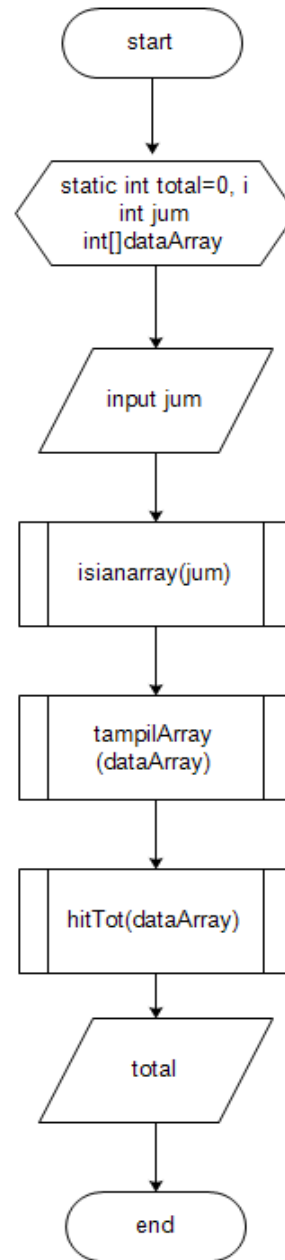 start
static int total=0, i
int jum
int[]dataArray
input jum
isianarray(jum)
tampilArray
(dataArray)
hitTot(dataArray)
total
end